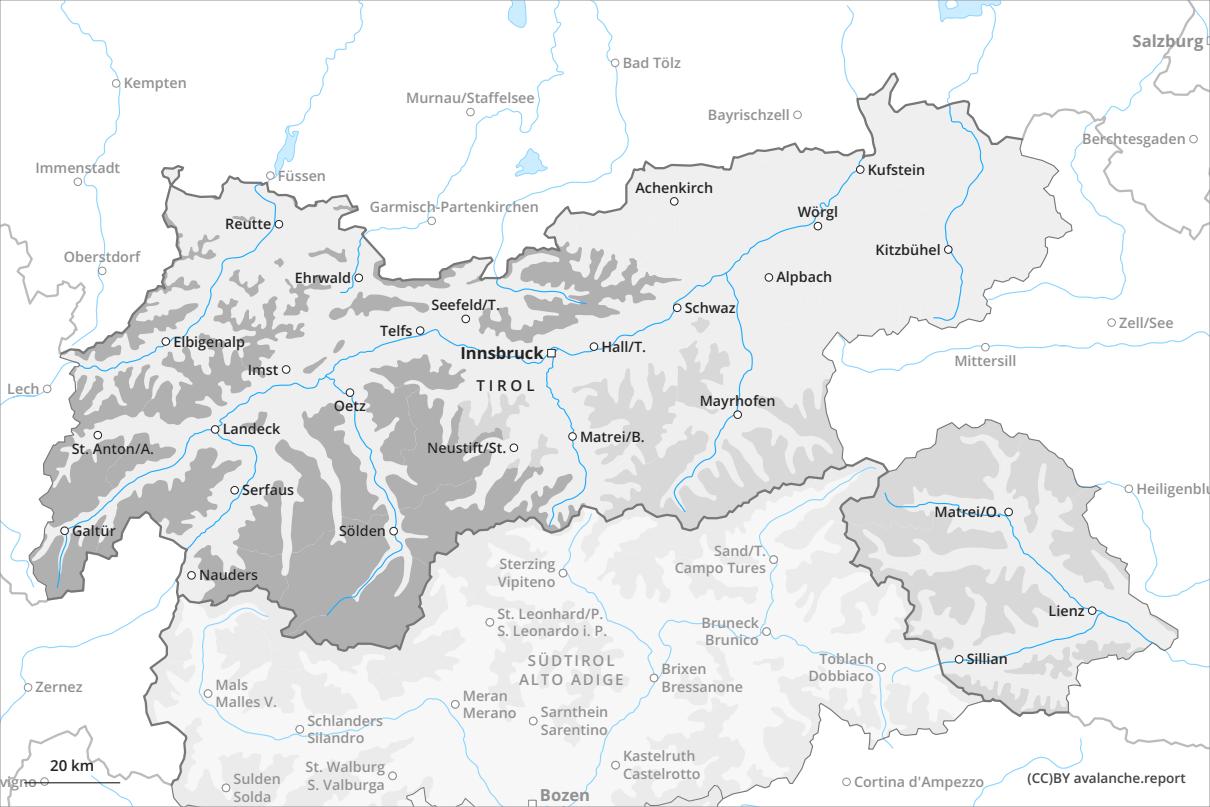 Salzburg
Bad Tölz
Kempten
Murnau/Staffelsee
Bayrischzell
Berchtesgaden
Immenstadt
Füssen
Kufstein
Achenkirch
Garmisch-Partenkirchen
Wörgl
Reutte
Kitzbühel
Oberstdorf
Ehrwald
Alpbach
Seefeld/T.
Schwaz
Zell/See
Telfs
Elbigenalp
Innsbruck
Hall/T.
Mittersill
Imst
TIROL
Lech
Oetz
Mayrhofen
Landeck
Matrei/B.
St. Anton/A.
Neustift/St.
Serfaus
Heiligenblu
Matrei/O.
Galtür
Sölden
Sand/T.
Campo Tures
Sterzing
Vipiteno
Nauders
Lienz
St. Leonhard/P.
S. Leonardo i. P.
Bruneck
Brunico
SÜDTIROL
ALTO ADIGE
Toblach
Dobbiaco
Sillian
Brixen
Bressanone
Zernez
Mals
Malles V.
Meran
Merano
Sarnthein
Sarentino
Schlanders
Silandro
Kastelruth
Castelrotto
20 km
St. Walburg
S. Valburga
vigno
Sulden
Solda
Cortina d'Ampezzo
(CC)BY avalanche.report
Bozen